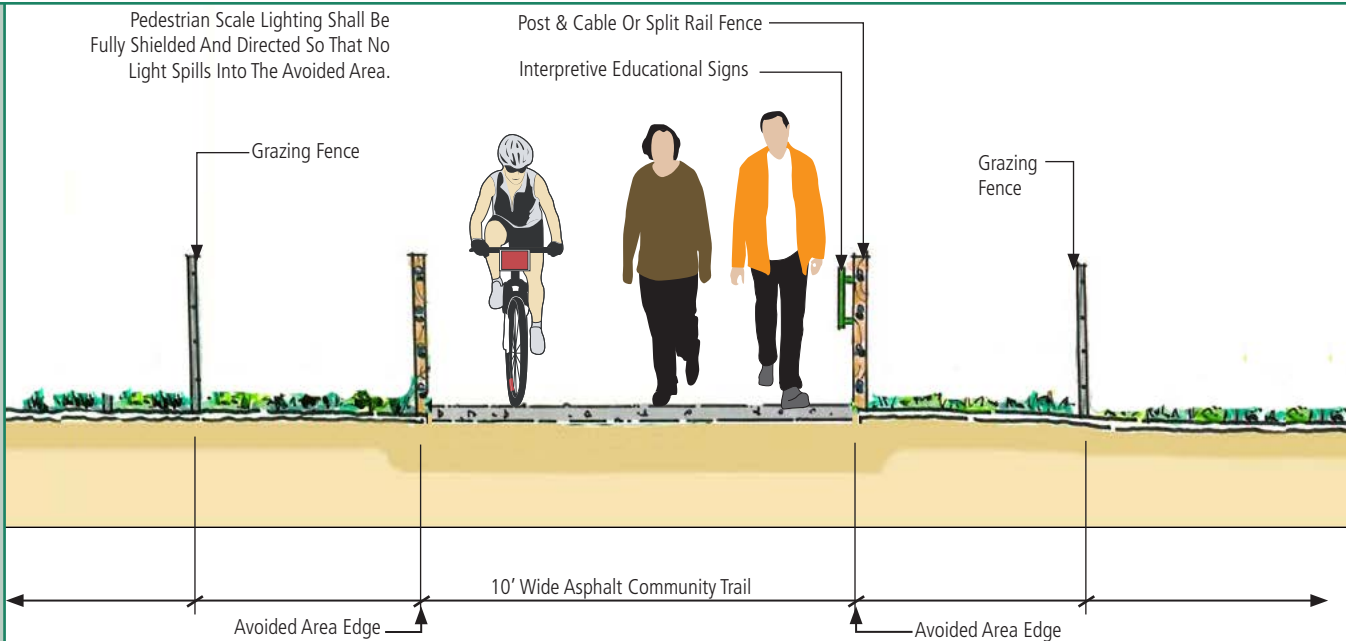 Pedestrian Scale Lighting Shall Be
Fully Shielded And Directed So That No
Light Spills Into The Avoided Area.
Post & Cable Or Split Rail Fence
Interpretive Educational Signs
Grazing Fence
Grazing
Fence
10’ Wide Asphalt Community Trail
Avoided Area Edge
Avoided Area Edge